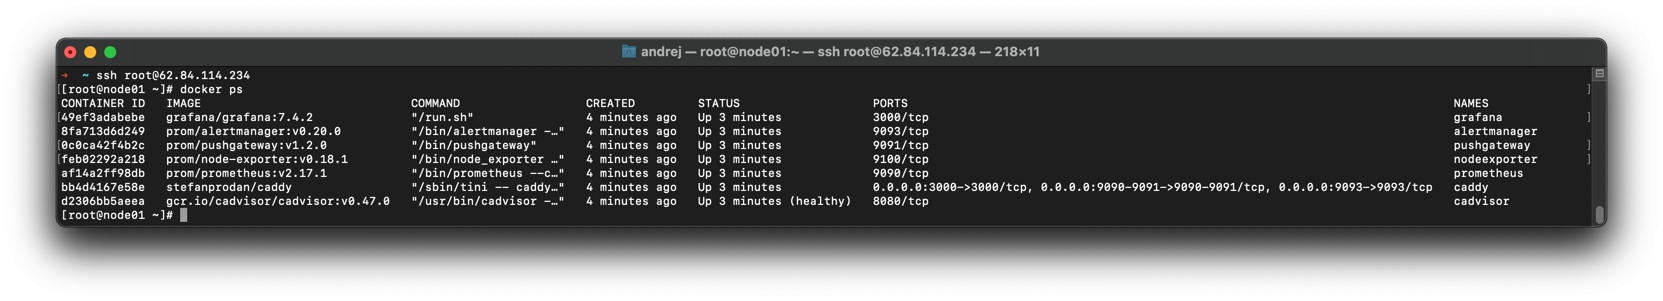 andrej — root@node01:~ — ssh root@62.84.114.234 — 218×11
→ ~ ssh root@62.84.114.234
[[root@node01 ~]# docker ps ]
CONTAINER ID IMAGE COMMAND CREATED STATUS PORTS NAMES
[49ef3adabebe grafana/grafana:7.4.2 "/run.sh" 4 minutes ago Up 3 minutes 3000/tcp grafana ]
8fa713d6d249 prom/alertmanager:v0.20.0 "/bin/alertmanager -…" 4 minutes ago Up 3 minutes 9093/tcp alertmanager
[0c0ca42f4b2c prom/pushgateway:v1.2.0 "/bin/pushgateway" 4 minutes ago Up 3 minutes 9091/tcp pushgateway ]
[feb02292a218 prom/node-exporter:v0.18.1 "/bin/node_exporter …" 4 minutes ago Up 3 minutes 9100/tcp nodeexporter ]
af14a2ff98db prom/prometheus:v2.17.1 "/bin/prometheus --c…" 4 minutes ago Up 3 minutes 9090/tcp prometheus
bb4d4167e58e stefanprodan/caddy "/sbin/tini -- caddy…" 4 minutes ago Up 3 minutes 0.0.0.0:3000->3000/tcp, 0.0.0.0:9090-9091->9090-9091/tcp, 0.0.0.0:9093->9093/tcp caddy
d2306bb5aeea gcr.io/cadvisor/cadvisor:v0.47.0 "/usr/bin/cadvisor -…" 4 minutes ago Up 3 minutes (healthy) 8080/tcp cadvisor
[root@node01 ~]#